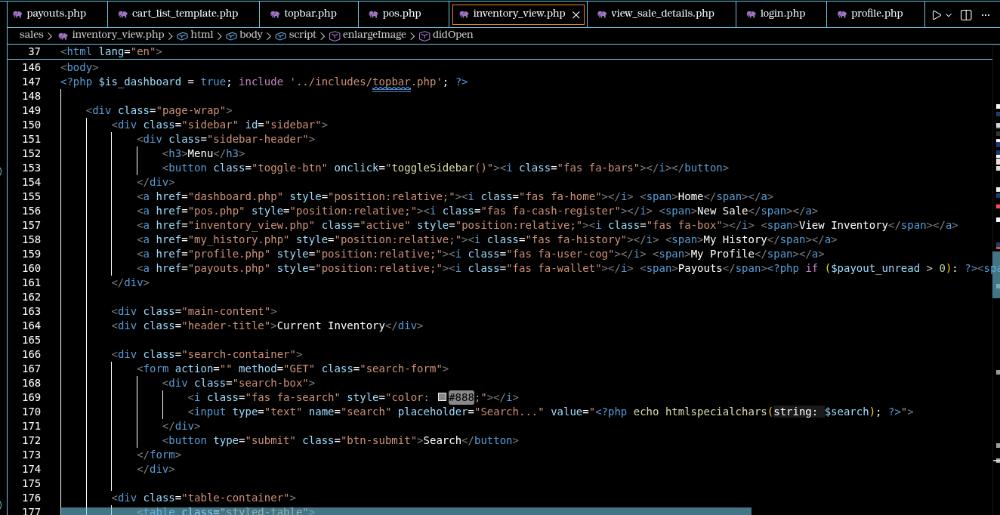 payouts.php cart_list_template.php topbar.php pos.php inventory_view.php view_sale_details.php login.php profile.php
sales > inventory_view.php > html > body > script > enlargeImage > didOpen
37 <html lang="en">
146 <body>
147 <?php $is_dashboard = true; include '../includes/topbar.php'; ?>
148
149 <div class="page-wrap">
150 <div class="sidebar" id="sidebar">
151 <div class="sidebar-header">
152 <h3>Menu</h3>
153 <button class="toggle-btn" onclick="toggleSidebar()"><i class="fas fa-bars"></i></button>
154 </div>
155 <a href="dashboard.php" style="position:relative;"><i class="fas fa-home"></i> <span>Home</span></a>
156 <a href="pos.php" style="position:relative;"><i class="fas fa-cash-register"></i> <span>New Sale</span></a>
157 <a href="inventory_view.php" class="active" style="position:relative;"><i class="fas fa-box"></i> <span>View Inventory</span></a>
158 <a href="my_history.php" style="position:relative;"><i class="fas fa-history"></i> <span>My History</span></a>
159 <a href="profile.php" style="position:relative;"><i class="fas fa-user-cog"></i> <span>My Profile</span></a>
160 <a href="payouts.php" style="position:relative;"><i class="fas fa-wallet"></i> <span>Payouts</span><?php if ($payout_unread > 0): ?><spa
161 </div>
162
163 <div class="main-content">
164 <div class="header-title">Current Inventory</div>
165
166 <div class="search-container">
167 <form action="" method="GET" class="search-form">
168 <div class="search-box">
169 <i class="fas fa-search" style="color: #888;"></i>
170 <input type="text" name="search" placeholder="Search..." value="<?php echo htmlspecialchars(string: $search); ?>">
171 </div>
172 <button type="submit" class="btn-submit">Search</button>
173 </form>
174 </div>
175
176 <div class="table-container">
177 <table class="styled-table">